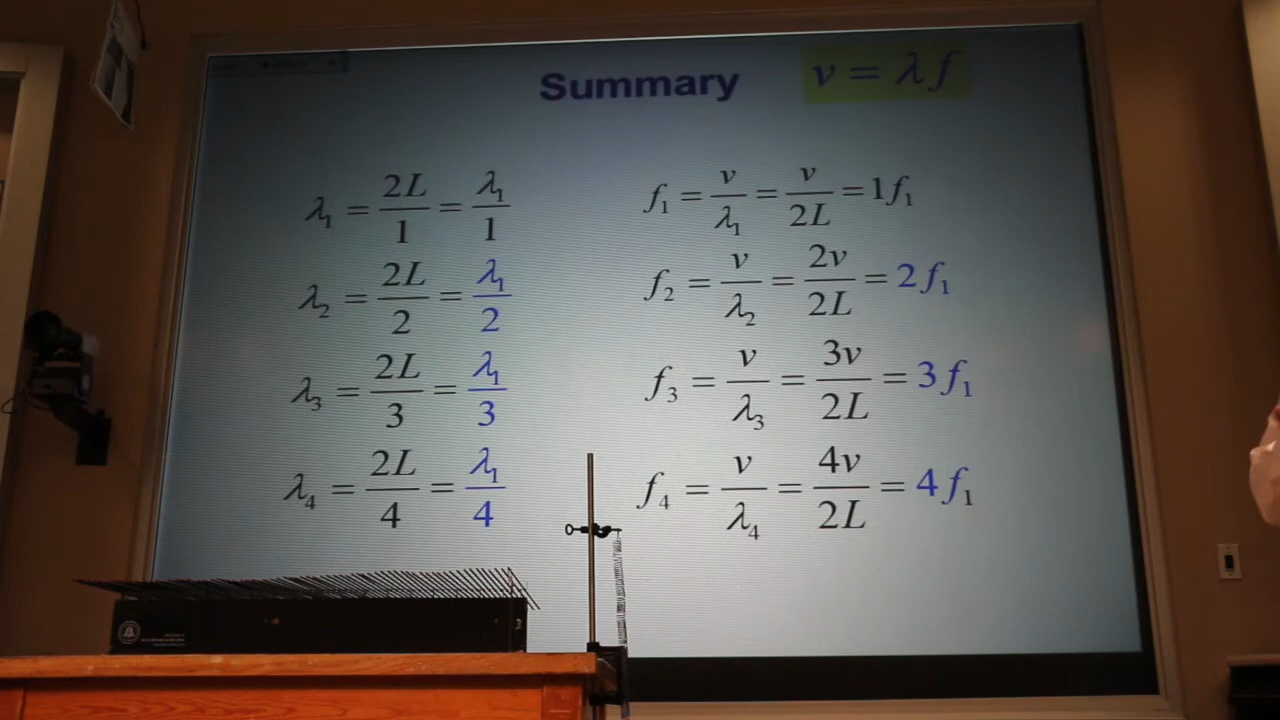 Summary
v = λ f
λ₁ = 2L/1 = λ₁/1
f₁ = v/λ₁ = v/2L = 1f₁
λ₂ = 2L/2 = λ₁/2
f₂ = v/λ₂ = 2v/2L = 2f₁
λ₃ = 2L/3 = λ₁/3
f₃ = v/λ₃ = 3v/2L = 3f₁
λ₄ = 2L/4 = λ₁/4
f₄ = v/λ₄ = 4v/2L = 4f₁